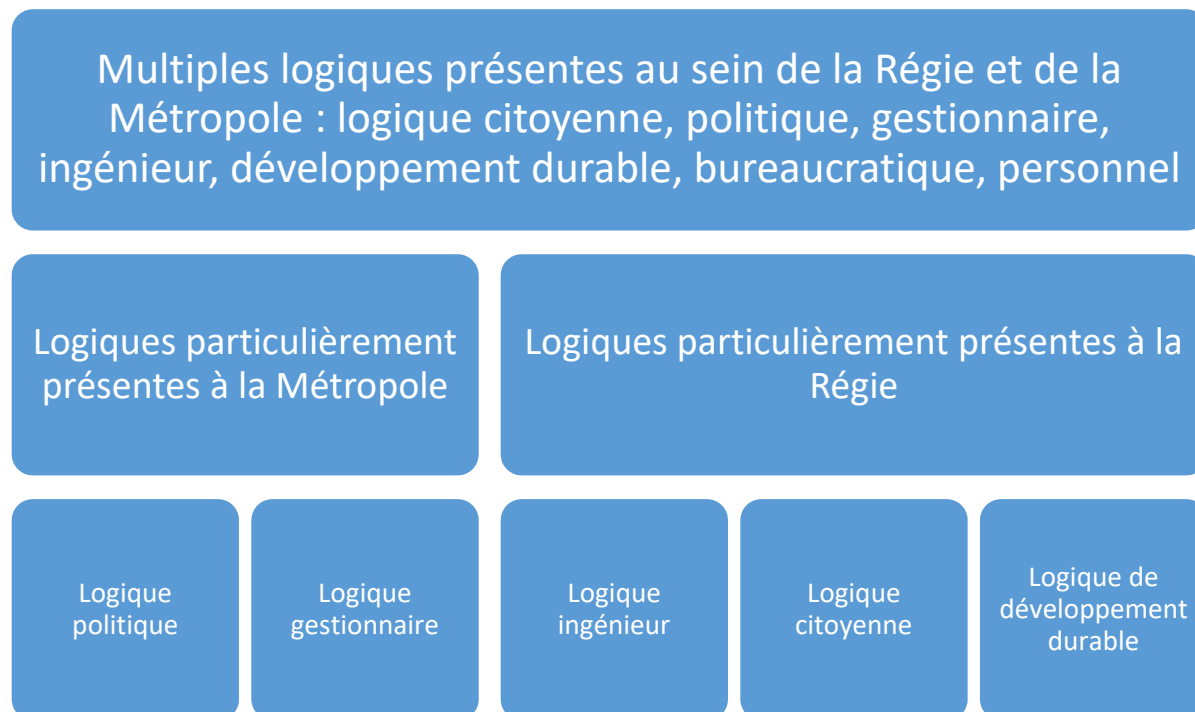 Multiples logiques présentes au sein de la Régie et de la
Métropole : logique citoyenne, politique, gestionnaire,
ingénieur, développement durable, bureaucratique, personnel
Logiques particulièrement
présentes à la Métropole
Logiques particulièrement présentes à la
Régie
Logique
politique
Logique
gestionnaire
Logique
ingénieur
Logique
citoyenne
Logique de
développement
durable